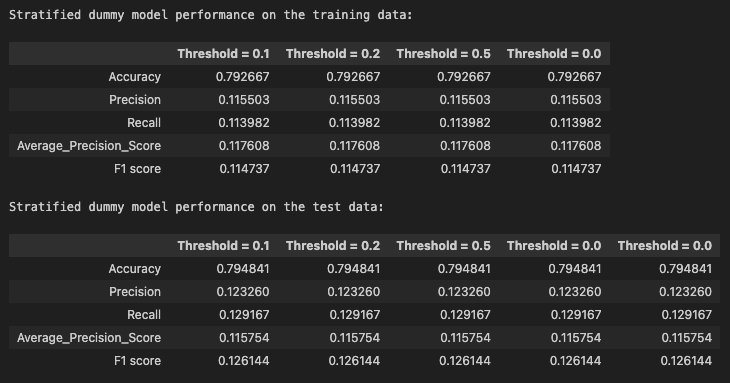 Stratified dummy model performance on the training data:
Threshold = 0.1 Threshold = 0.2 Threshold = 0.5 Threshold = 0.0
Accuracy 0.792667 0.792667 0.792667 0.792667
Precision 0.115503 0.115503 0.115503 0.115503
Recall 0.113982 0.113982 0.113982 0.113982
Average_Precision_Score 0.117608 0.117608 0.117608 0.117608
F1 score 0.114737 0.114737 0.114737 0.114737
Stratified dummy model performance on the test data:
Threshold = 0.1 Threshold = 0.2 Threshold = 0.5 Threshold = 0.0 Threshold = 0.0
Accuracy 0.794841 0.794841 0.794841 0.794841 0.794841
Precision 0.123260 0.123260 0.123260 0.123260 0.123260
Recall 0.129167 0.129167 0.129167 0.129167 0.129167
Average_Precision_Score 0.115754 0.115754 0.115754 0.115754 0.115754
F1 score 0.126144 0.126144 0.126144 0.126144 0.126144